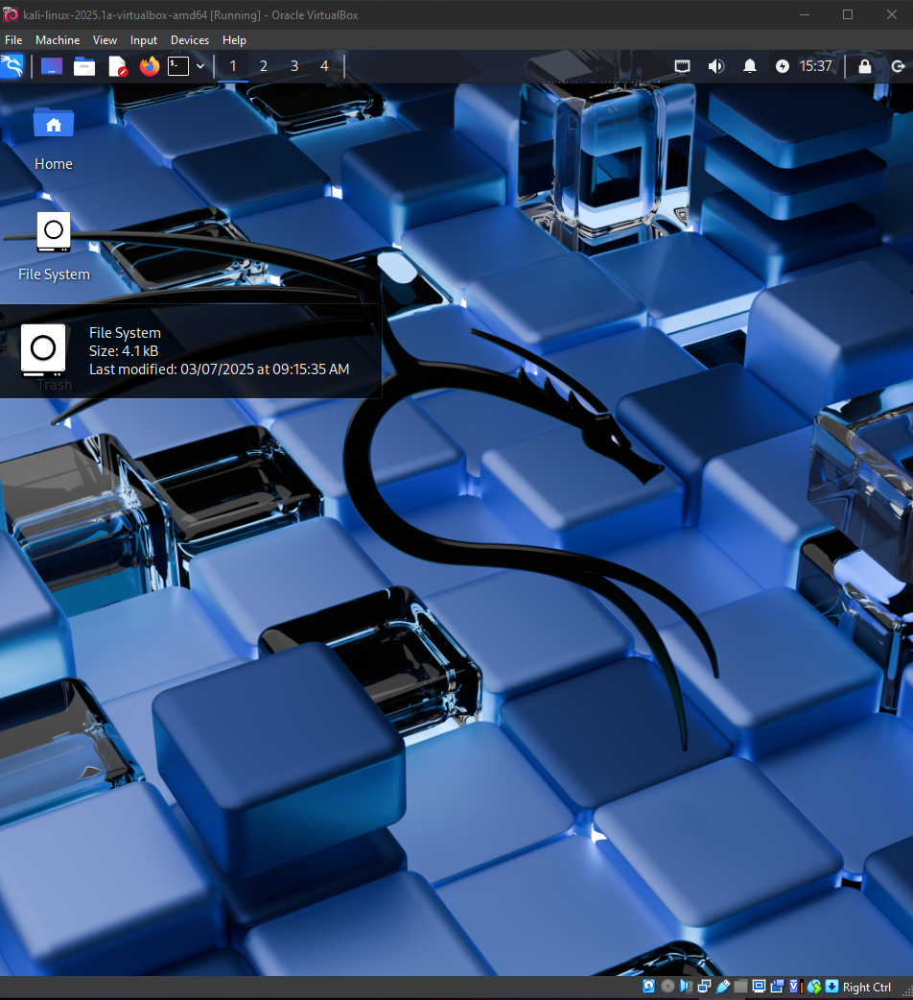 kali-linux-2025.1a-virtualbox-amd64 [Running] - Oracle VirtualBox
File Machine View Input Devices Help
1 2 3 4 15:37
Home
File System
File System
Size: 4.1 kB
Last modified: 03/07/2025 at 09:15:35 AM
Trash
Right Ctrl